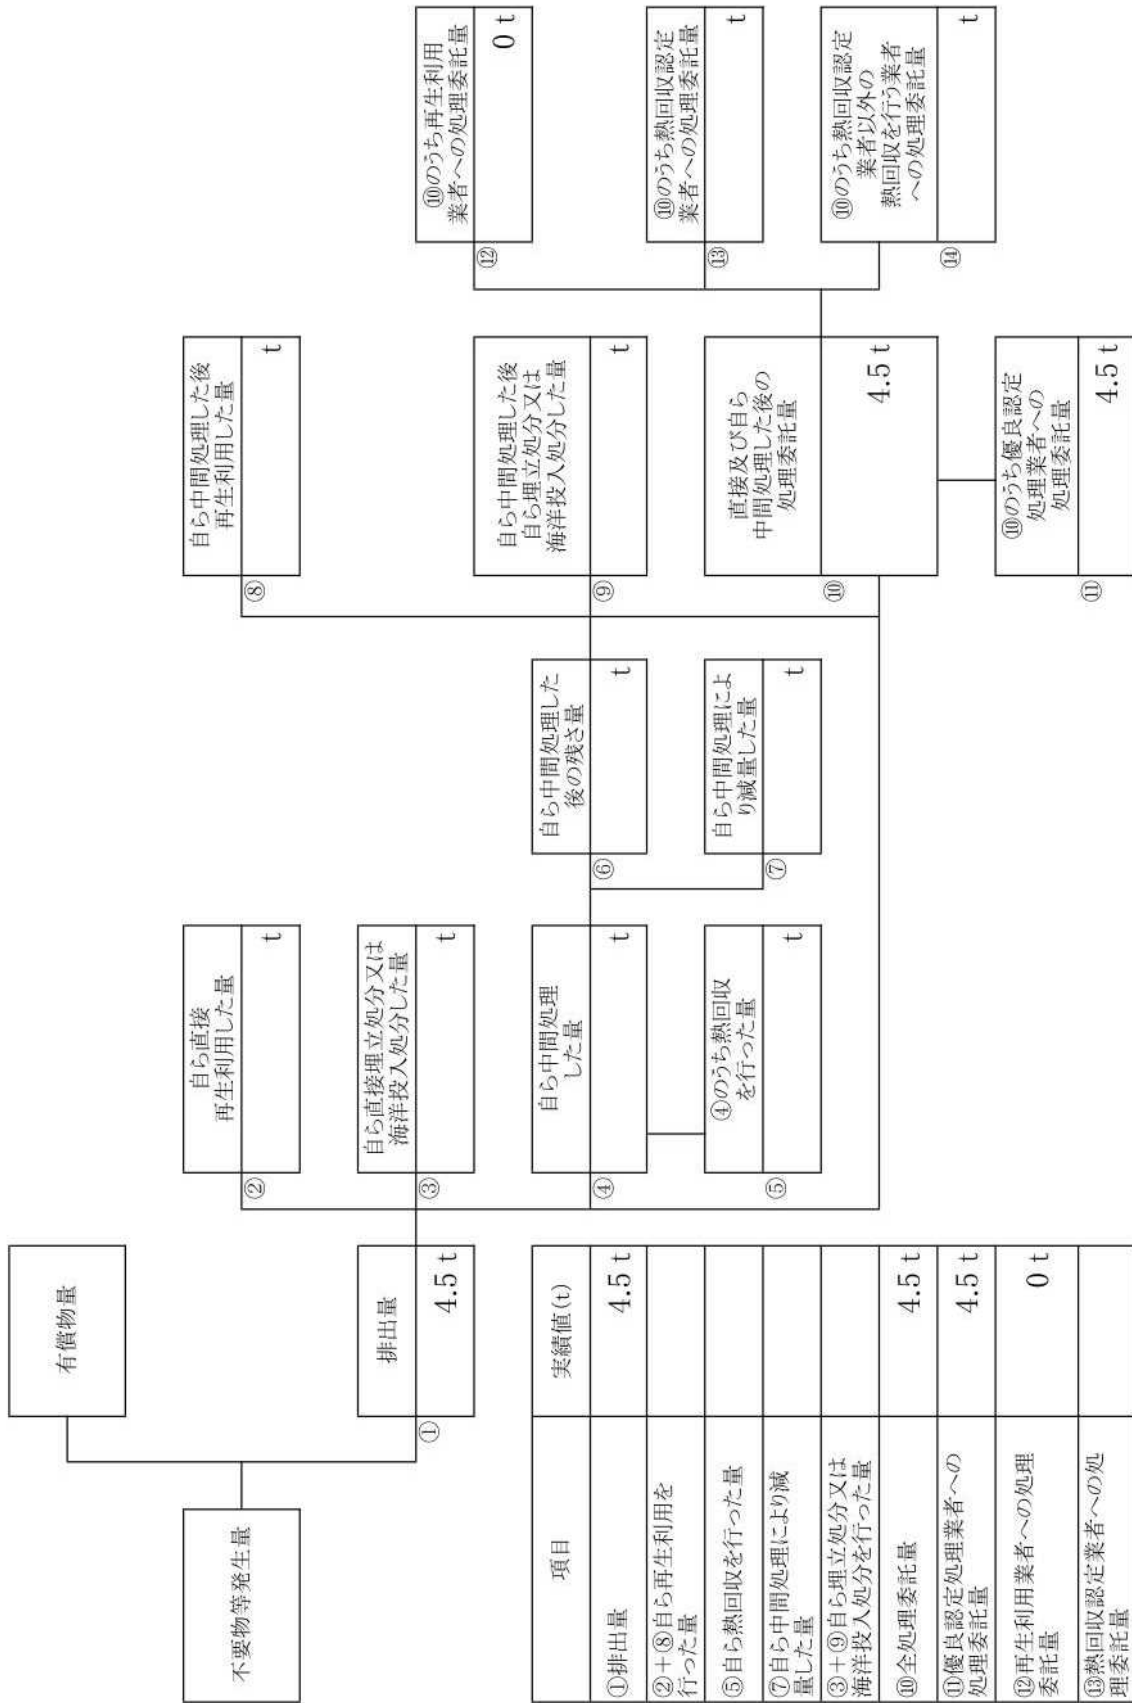 有償物量
不要物等発生量
①
排出量
4.5 t
②
自ら直接
再生利用した量
t
③
自ら直接埋立処分又は
海洋投入処分した量
t
④
自ら中間処理
した量
t
⑤
④のうち熱回収
を行った量
t
⑥
自ら中間処理した
後の残さ量
t
⑦
自ら中間処理によ
り減量した量
t
⑧
自ら中間処理した後
再生利用した量
t
⑨
自ら中間処理した後
自ら埋立処分又は
海洋投入処分した量
t
⑩
直接及び自ら
中間処理した後の
処理委託量
4.5 t
⑪
⑩のうち優良認定
処理業者への
処理委託量
4.5 t
⑫
⑩のうち再生利用
業者への処理委託量
0 t
⑬
⑩のうち熱回収認定
業者への処理委託量
t
⑭
⑩のうち熱回収認定
業者以外の
熱回収を行う業者
への処理委託量
t
項目 実績値(t)
①排出量 4.5 t
②+⑧自ら再生利用を
行った量
⑤自ら熱回収を行った量
⑦自ら中間処理により減
量した量
③+⑨自ら埋立処分又は
海洋投入処分を行った量
⑩全処理委託量 4.5 t
⑪優良認定処理業者への
処理委託量 4.5 t
⑫再生利用業者への処理
委託量 0 t
⑬熱回収認定業者への処
理委託量